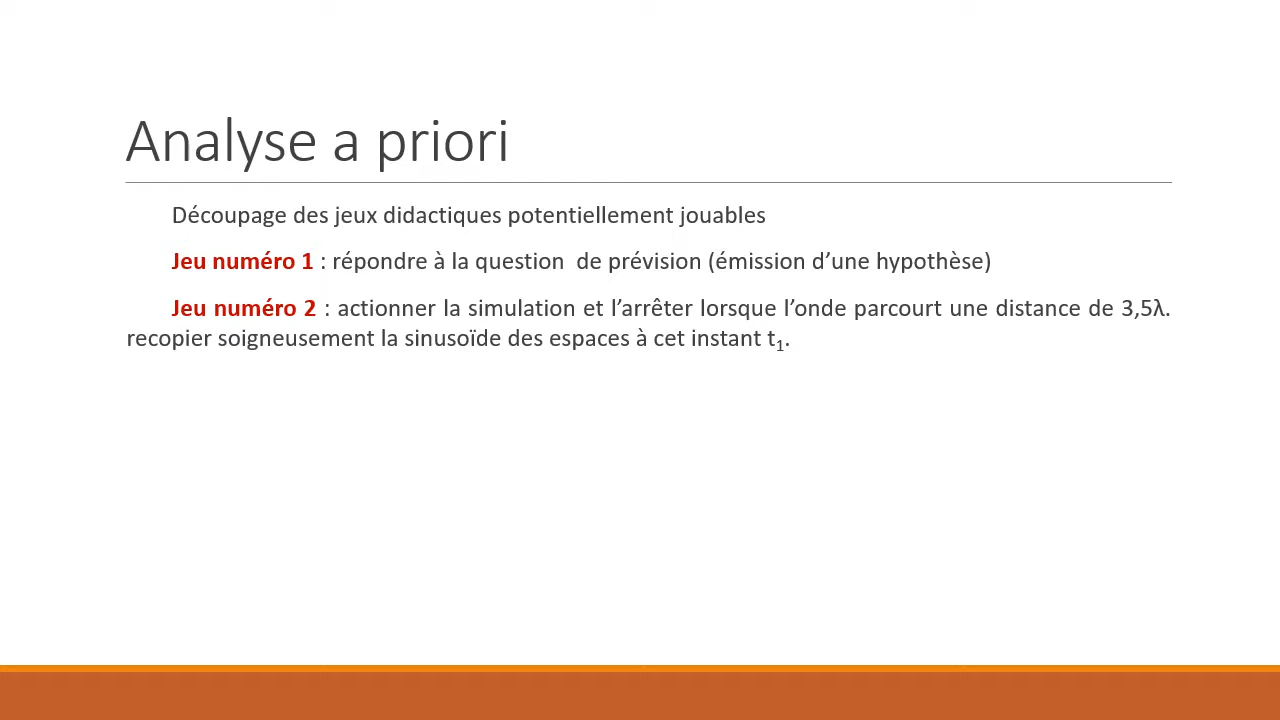 Analyse a priori
Découpage des jeux didactiques potentiellement jouables
Jeu numéro 1 : répondre à la question  de prévision (émission d’une hypothèse)
Jeu numéro 2 : actionner la simulation et l’arrêter lorsque l’onde parcourt une distance de 3,5λ.
recopier soigneusement la sinusoïde des espaces à cet instant t₁.